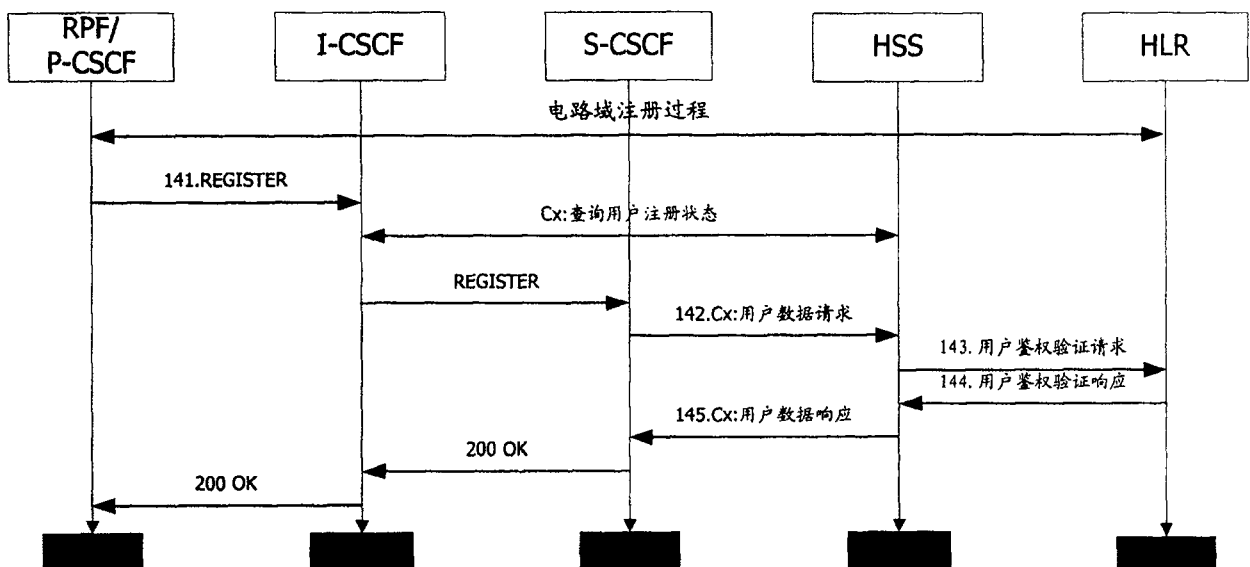 RPF/
P-CSCF
I-CSCF
S-CSCF
HSS
HLR
电路域注册过程
141.REGISTER
Cx:查询用户注册状态
REGISTER
142.Cx:用户数据请求
143.用户鉴权验证请求
144.用户鉴权验证响应
145.Cx:用户数据响应
200 OK
200 OK